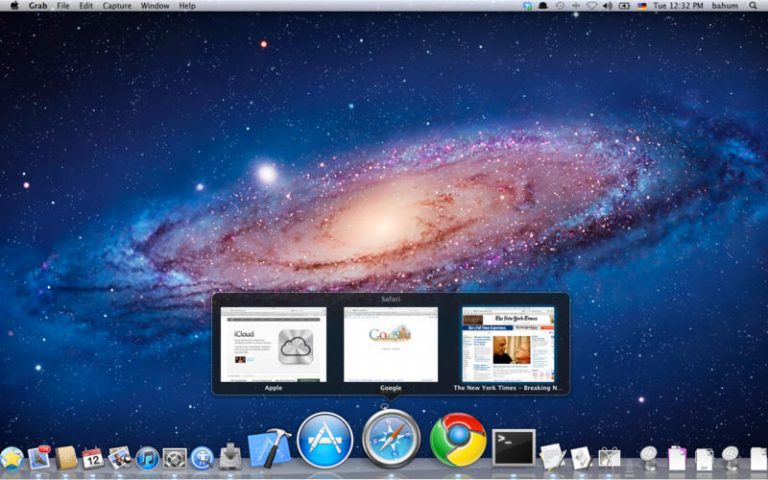 Grab File Edit Capture Window Help Tue 12:32 PM bahum
Safari
iCloud
Google
The New York Times
Apple
Google
The New York Times – Breaking N...
12
>_